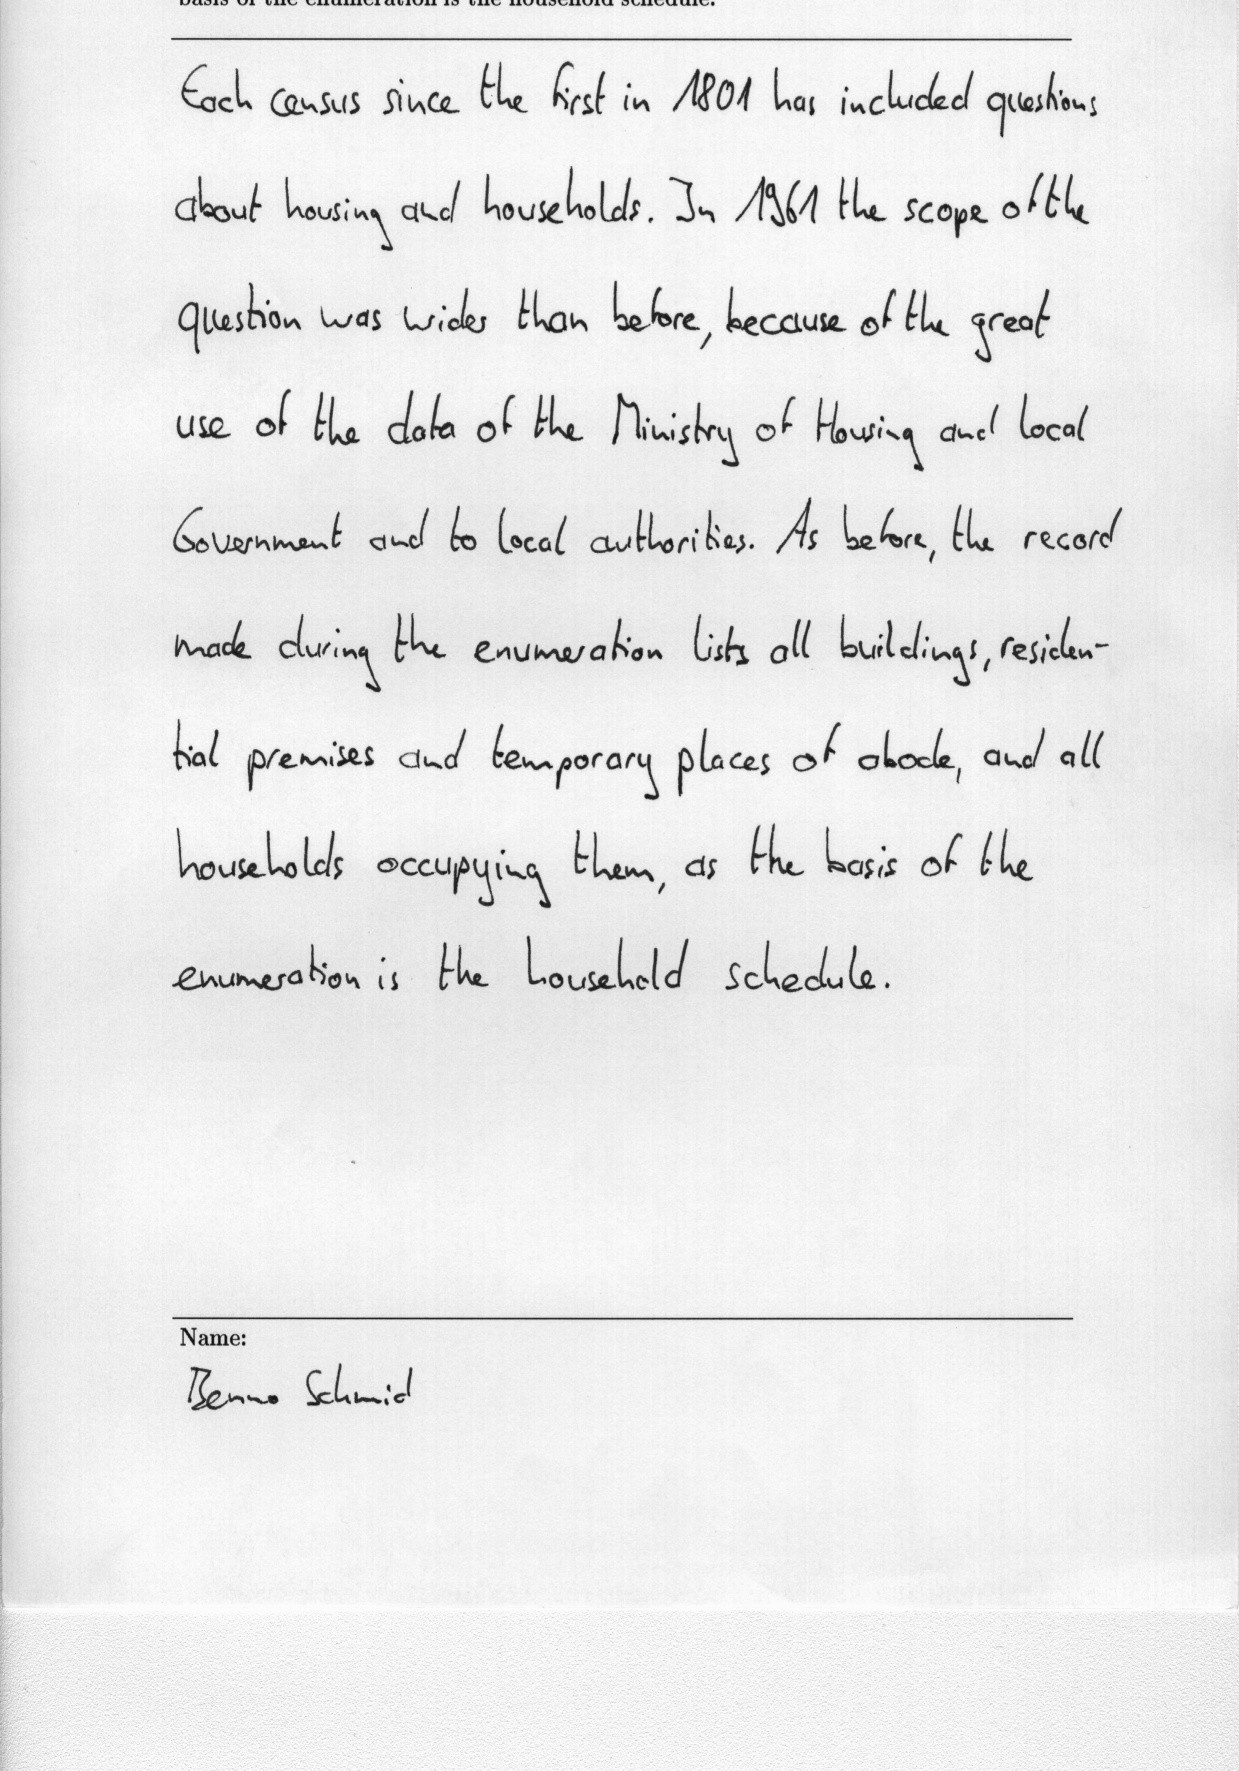 basis of the enumeration is the household schedule.
Each census since the first in 1801 has included questions
about housing and households. In 1961 the scope of the
question was wider than before, because of the great
use of the data of the Ministry of Housing and local
Government and to local authorities. As before, the record
made during the enumeration lists all buildings, residen-
tial premises and temporary places of abode, and all
households occupying them, as the basis of the
enumeration is the household schedule.
Name:
Benno Schmid